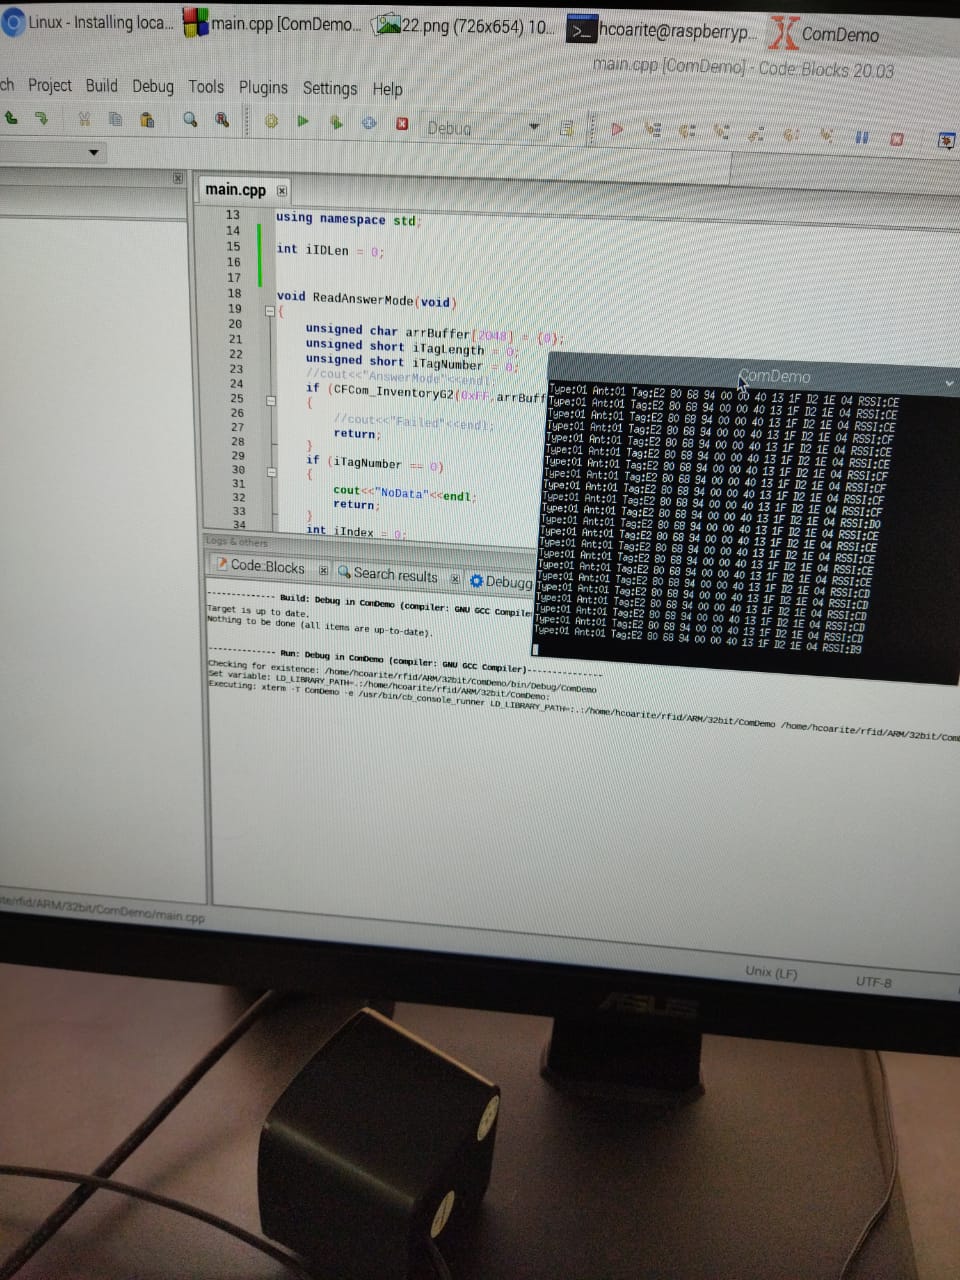 Linux - Installing loca...
main.cpp [ComDemo...
22.png (726x654) 10...
hcoarite@raspberryp...
ComDemo
main.cpp [ComDemo] - Code::Blocks 20.03
ch Project Build Debug Tools Plugins Settings Help
Debug
main.cpp
13 using namespace std;
14
15 int iIDLen = 0;
16
17
18 void ReadAnswerMode(void)
19 {
20 unsigned char arrBuffer[2048] = {0};
21 unsigned short iTagLength = 0;
22 unsigned short iTagNumber = 0;
23 //cout<<"AnswerMode"<<endl;
24 if (CFCom_InventoryG2(0xFF,arrBuff
25 {
26 //cout<<"Failed"<<endl;
27 return;
28 }
29 if (iTagNumber == 0)
30 {
31 cout<<"NoData"<<endl;
32 return;
33 }
34 int iIndex = 0;
ComDemo
Type:01 Ant:01 Tag:E2 80 68 94 00 00 40 13 1F D2 1E 04 RSSI:CE
Type:01 Ant:01 Tag:E2 80 68 94 00 00 40 13 1F D2 1E 04 RSSI:CE
Type:01 Ant:01 Tag:E2 80 68 94 00 00 40 13 1F D2 1E 04 RSSI:CE
Type:01 Ant:01 Tag:E2 80 68 94 00 00 40 13 1F D2 1E 04 RSSI:CF
Type:01 Ant:01 Tag:E2 80 68 94 00 00 40 13 1F D2 1E 04 RSSI:CE
Type:01 Ant:01 Tag:E2 80 68 94 00 00 40 13 1F D2 1E 04 RSSI:CE
Type:01 Ant:01 Tag:E2 80 68 94 00 00 40 13 1F D2 1E 04 RSSI:CF
Type:01 Ant:01 Tag:E2 80 68 94 00 00 40 13 1F D2 1E 04 RSSI:CF
Type:01 Ant:01 Tag:E2 80 68 94 00 00 40 13 1F D2 1E 04 RSSI:CF
Type:01 Ant:01 Tag:E2 80 68 94 00 00 40 13 1F D2 1E 04 RSSI:CF
Type:01 Ant:01 Tag:E2 80 68 94 00 00 40 13 1F D2 1E 04 RSSI:D0
Type:01 Ant:01 Tag:E2 80 68 94 00 00 40 13 1F D2 1E 04 RSSI:CE
Type:01 Ant:01 Tag:E2 80 68 94 00 00 40 13 1F D2 1E 04 RSSI:CE
Type:01 Ant:01 Tag:E2 80 68 94 00 00 40 13 1F D2 1E 04 RSSI:CE
Type:01 Ant:01 Tag:E2 80 68 94 00 00 40 13 1F D2 1E 04 RSSI:CE
Type:01 Ant:01 Tag:E2 80 68 94 00 00 40 13 1F D2 1E 04 RSSI:CE
Type:01 Ant:01 Tag:E2 80 68 94 00 00 40 13 1F D2 1E 04 RSSI:CD
Type:01 Ant:01 Tag:E2 80 68 94 00 00 40 13 1F D2 1E 04 RSSI:CD
Type:01 Ant:01 Tag:E2 80 68 94 00 00 40 13 1F D2 1E 04 RSSI:CD
Type:01 Ant:01 Tag:E2 80 68 94 00 00 40 13 1F D2 1E 04 RSSI:CD
Type:01 Ant:01 Tag:E2 80 68 94 00 00 40 13 1F D2 1E 04 RSSI:CD
Type:01 Ant:01 Tag:E2 80 68 94 00 00 40 13 1F D2 1E 04 RSSI:B9
Logs & others
Code::Blocks
Search results
Debugg
-------------- Build: Debug in ComDemo (compiler: GNU GCC Compiler
Target is up to date.
Nothing to be done (all items are up-to-date).
-------------- Run: Debug in ComDemo (compiler: GNU GCC Compiler)---------------
Checking for existence: /home/hcoarite/rfid/ARM/32bit/ComDemo/bin/Debug/ComDemo
Set variable: LD_LIBRARY_PATH=.:/home/hcoarite/rfid/ARM/32bit/ComDemo:
Executing: xterm -T ComDemo -e /usr/bin/cb_console_runner LD_LIBRARY_PATH=:.:/home/hcoarite/rfid/ARM/32bit/ComDemo /home/hcoarite/rfid/ARM/32bit/Com
te/rfid/ARM/32bit/ComDemo/main.cpp
Unix (LF)
UTF-8
ASUS